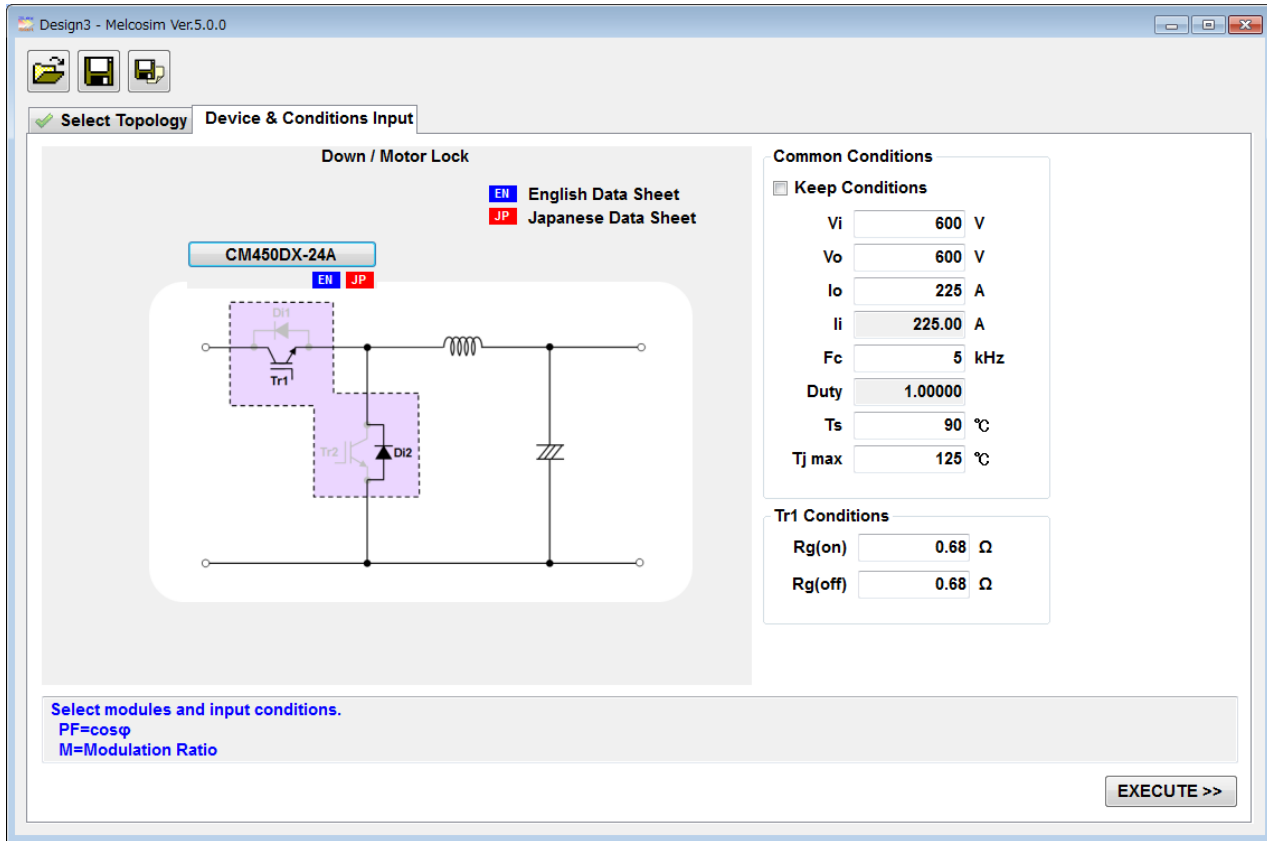 Design3 - Melcosim Ver.5.0.0
Select Topology
Device & Conditions Input
Down / Motor Lock
EN English Data Sheet
JP Japanese Data Sheet
CM450DX-24A
EN JP
Di1
Tr1
Tr2
Di2
Common Conditions
Keep Conditions
Vi 600 V
Vo 600 V
Io 225 A
Ii 225.00 A
Fc 5 kHz
Duty 1.00000
Ts 90 ℃
Tj max 125 ℃
Tr1 Conditions
Rg(on) 0.68 Ω
Rg(off) 0.68 Ω
Select modules and input conditions.
PF=cosφ
M=Modulation Ratio
EXECUTE >>